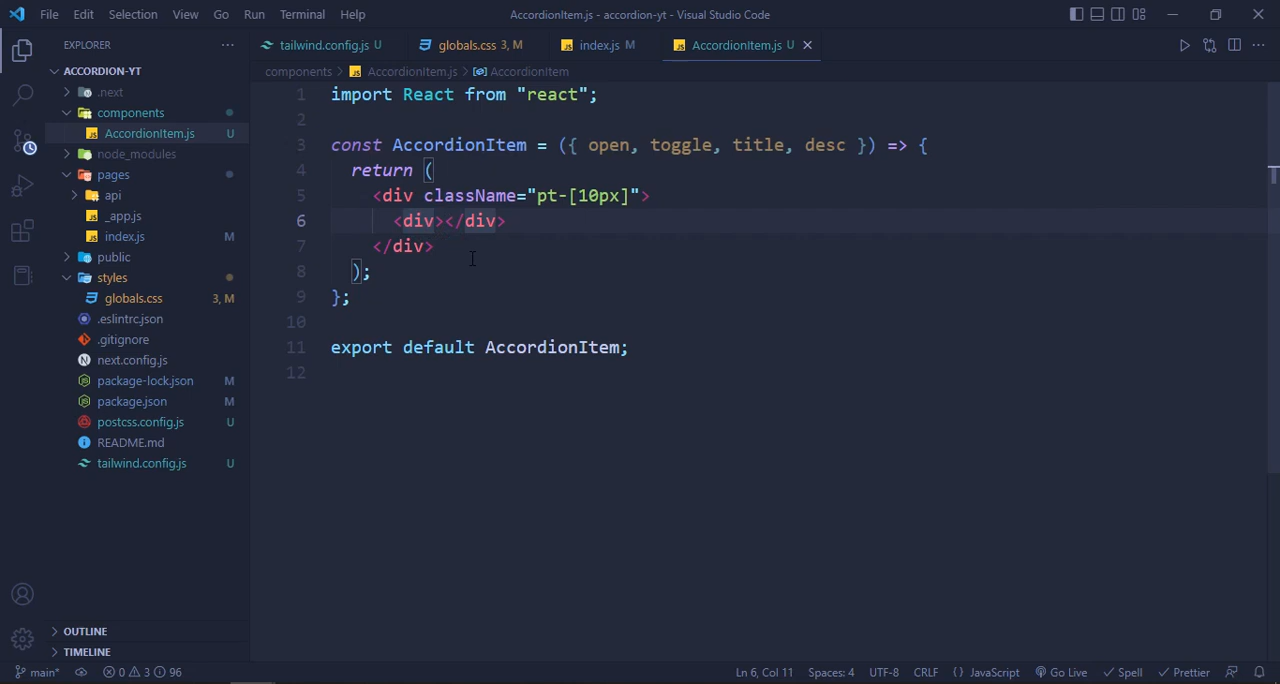 File Edit Selection View Go Run Terminal Help
AccordionItem.js - accordion-yt - Visual Studio Code
EXPLORER
tailwind.config.js U
globals.css 3, M
index.js M
AccordionItem.js U
ACCORDION-YT
components > AccordionItem.js > AccordionItem
.next
components
AccordionItem.js U
node_modules
pages
api
_app.js
index.js M
public
styles
globals.css 3, M
.eslintrc.json
.gitignore
next.config.js
package-lock.json M
package.json M
postcss.config.js U
README.md
tailwind.config.js U
OUTLINE
TIMELINE
1 import React from "react";
2
3 const AccordionItem = ({ open, toggle, title, desc }) => {
4 return (
5 <div className="pt-[10px]">
6 <div></div>
7 </div>
8 );
9 };
10
11 export default AccordionItem;
12
main* 0 3 96
Ln 6, Col 11 Spaces: 4 UTF-8 CRLF {} JavaScript Go Live Spell Prettier